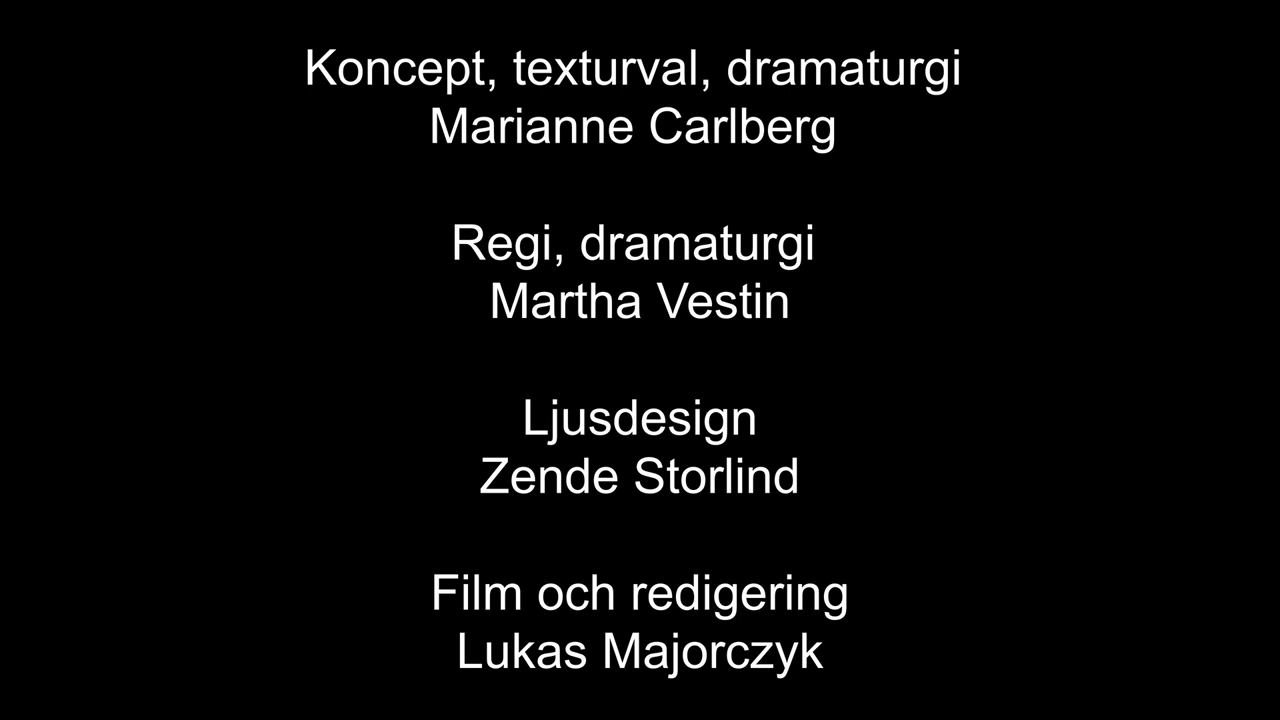 Koncept, texturval, dramaturgi
Marianne Carlberg
Regi, dramaturgi
Martha Vestin
Ljusdesign
Zende Storlind
Film och redigering
Lukas Majorczyk